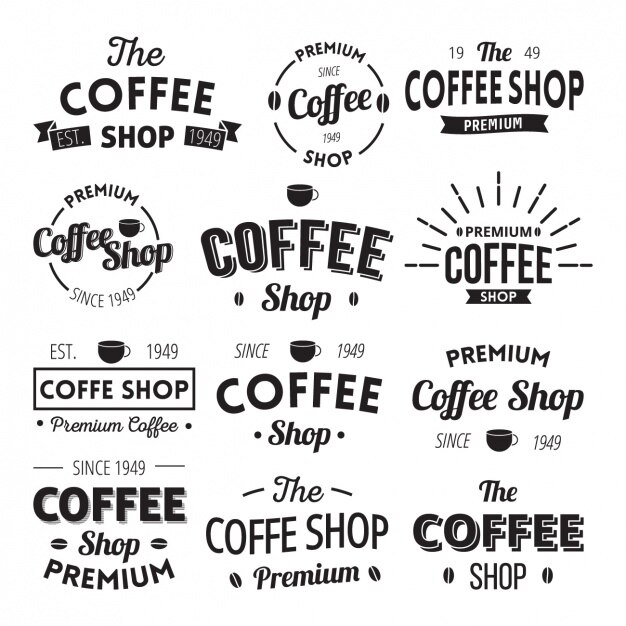 The
COFFEE
EST. SHOP 1949
PREMIUM
SINCE
Coffee
1949
SHOP
19 The 49
COFFEE SHOP
PREMIUM
PREMIUM
Coffee Shop
SINCE 1949
COFFEE
Shop
PREMIUM
COFFEE
SHOP
EST. 1949
COFFE SHOP
Premium Coffee
SINCE 1949
COFFEE
Shop
PREMIUM
Coffee Shop
SINCE 1949
SINCE 1949
COFFEE
Shop
PREMIUM
The
COFFE SHOP
Premium
The
COFFEE
SHOP